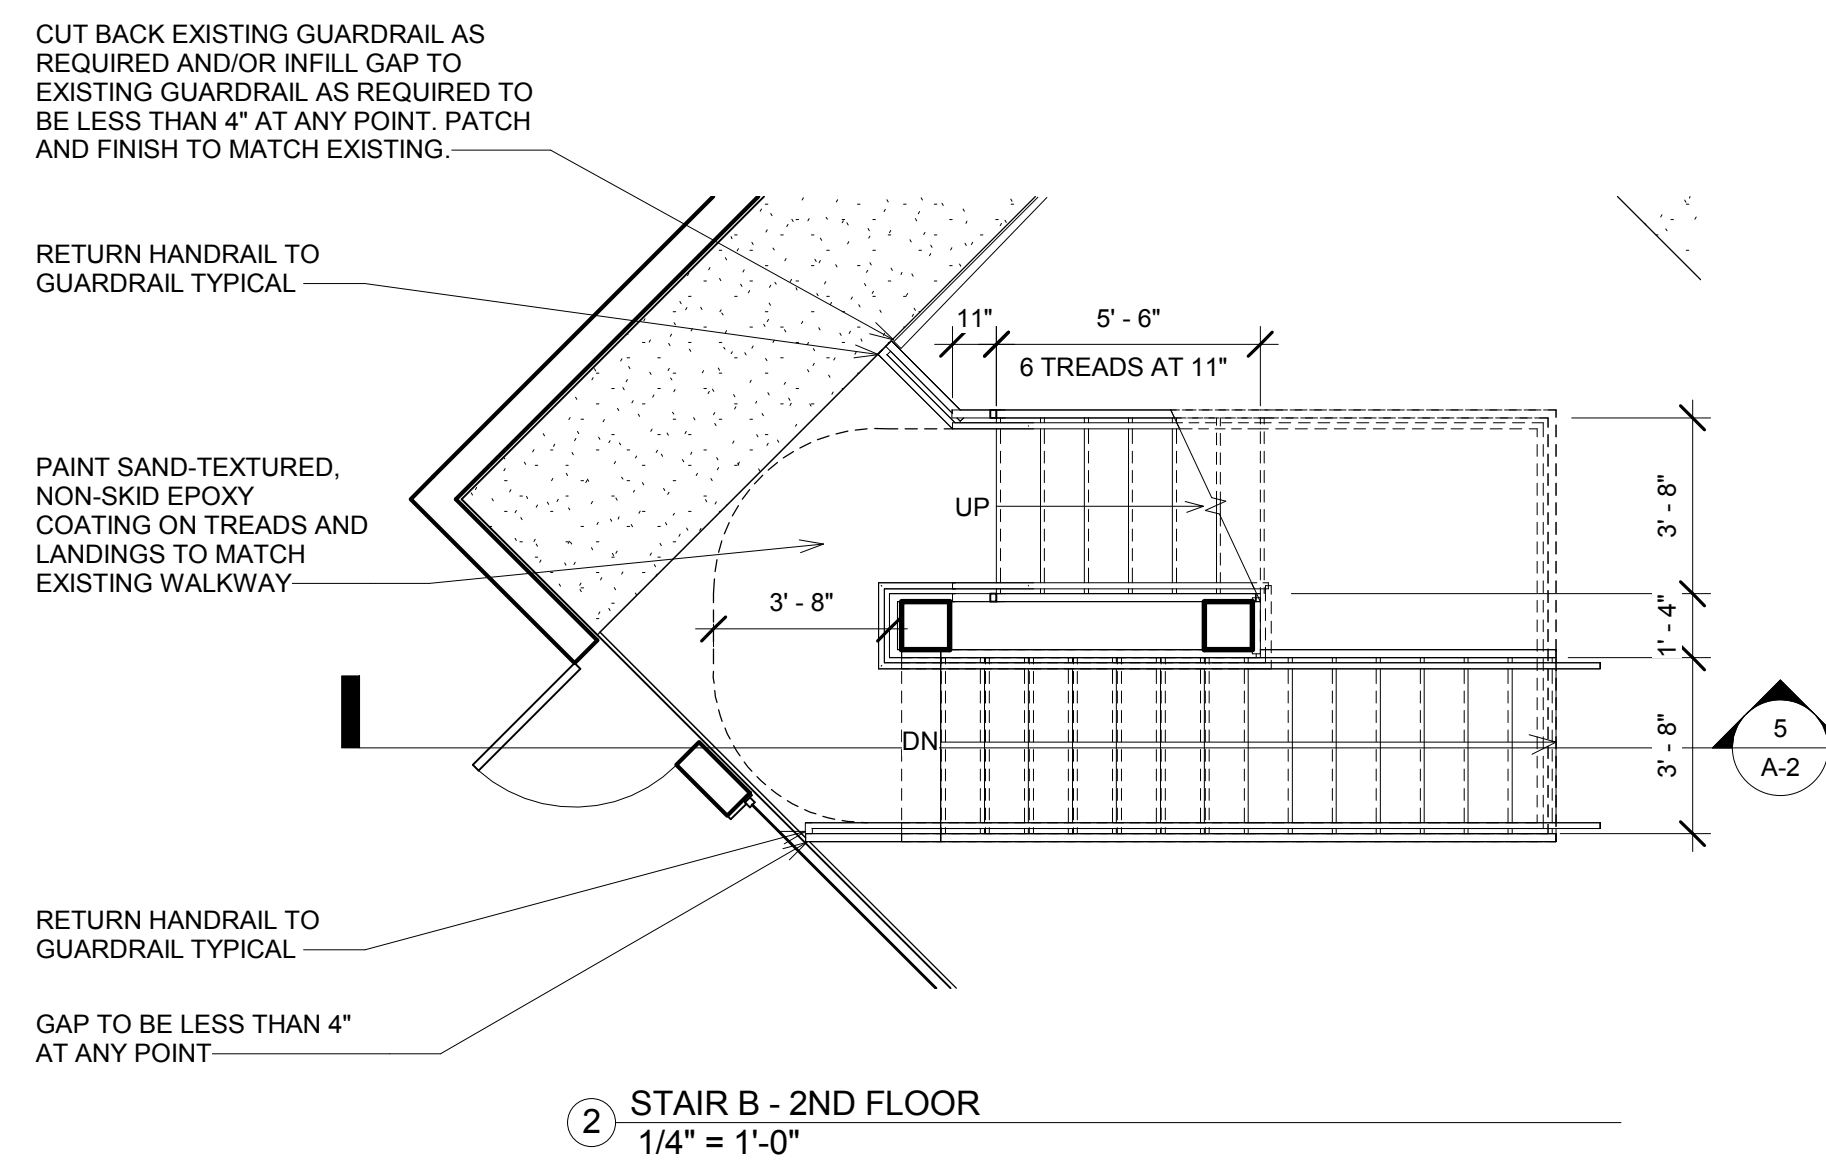 CUT BACK EXISTING GUARDRAIL AS
REQUIRED AND/OR INFILL GAP TO
EXISTING GUARDRAIL AS REQUIRED TO
BE LESS THAN 4" AT ANY POINT. PATCH
AND FINISH TO MATCH EXISTING.
RETURN HANDRAIL TO
GUARDRAIL TYPICAL
11"
5' - 6"
6 TREADS AT 11"
PAINT SAND-TEXTURED,
NON-SKID EPOXY
COATING ON TREADS AND
LANDINGS TO MATCH
EXISTING WALKWAY
UP
3' - 8"
3' - 8"
1' - 4"
3' - 8"
DN
5
A-2
RETURN HANDRAIL TO
GUARDRAIL TYPICAL
GAP TO BE LESS THAN 4"
AT ANY POINT
2
STAIR B - 2ND FLOOR
1/4" = 1'-0"